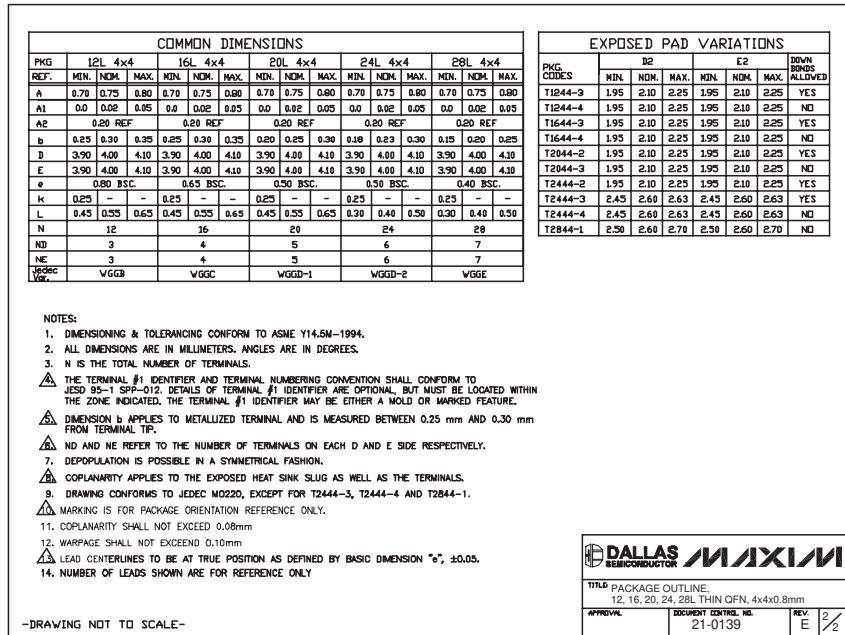 COMMON DIMENSIONS
PKG 12L 4x4 16L 4x4 20L 4x4 24L 4x4 28L 4x4
REF. MIN. NOM. MAX. MIN. NOM. MAX. MIN. NOM. MAX. MIN. NOM. MAX. MIN. NOM. MAX.
A 0.70 0.75 0.80 0.70 0.75 0.80 0.70 0.75 0.80 0.70 0.75 0.80 0.70 0.75 0.80
A1 0.0 0.02 0.05 0.0 0.02 0.05 0.0 0.02 0.05 0.0 0.02 0.05 0.0 0.02 0.05
A2 0.20 REF 0.20 REF 0.20 REF 0.20 REF 0.20 REF
b 0.25 0.30 0.35 0.25 0.30 0.35 0.20 0.25 0.30 0.18 0.23 0.30 0.15 0.20 0.25
D 3.90 4.00 4.10 3.90 4.00 4.10 3.90 4.00 4.10 3.90 4.00 4.10 3.90 4.00 4.10
E 3.90 4.00 4.10 3.90 4.00 4.10 3.90 4.00 4.10 3.90 4.00 4.10 3.90 4.00 4.10
e 0.80 BSC. 0.65 BSC. 0.50 BSC. 0.50 BSC. 0.40 BSC.
k 0.25 - - 0.25 - - 0.25 - - 0.25 - - 0.25 - -
L 0.45 0.55 0.65 0.45 0.55 0.65 0.45 0.55 0.65 0.30 0.40 0.50 0.30 0.40 0.50
N 12 16 20 24 28
ND 3 4 5 6 7
NE 3 4 5 6 7
Jedec Var. WGGB WGGC WGGD-1 WGGD-2 WGGE
EXPOSED PAD VARIATIONS
PKG. CODES D2 E2 DOWN BONDS ALLOWED
MIN. NOM. MAX. MIN. NOM. MAX.
T1244-3 1.95 2.10 2.25 1.95 2.10 2.25 YES
T1244-4 1.95 2.10 2.25 1.95 2.10 2.25 NO
T1644-3 1.95 2.10 2.25 1.95 2.10 2.25 YES
T1644-4 1.95 2.10 2.25 1.95 2.10 2.25 NO
T2044-2 1.95 2.10 2.25 1.95 2.10 2.25 YES
T2044-3 1.95 2.10 2.25 1.95 2.10 2.25 NO
T2444-2 1.95 2.10 2.25 1.95 2.10 2.25 YES
T2444-3 2.45 2.60 2.63 2.45 2.60 2.63 YES
T2444-4 2.45 2.60 2.63 2.45 2.60 2.63 NO
T2844-1 2.50 2.60 2.70 2.50 2.60 2.70 NO
NOTES:
1. DIMENSIONING & TOLERANCING CONFORM TO ASME Y14.5M-1994.
2. ALL DIMENSIONS ARE IN MILLIMETERS. ANGLES ARE IN DEGREES.
3. N IS THE TOTAL NUMBER OF TERMINALS.
4. THE TERMINAL #1 IDENTIFIER AND TERMINAL NUMBERING CONVENTION SHALL CONFORM TO
JESD 95-1 SPP-012. DETAILS OF TERMINAL #1 IDENTIFIER ARE OPTIONAL, BUT MUST BE LOCATED WITHIN
THE ZONE INDICATED. THE TERMINAL #1 IDENTIFIER MAY BE EITHER A MOLD OR MARKED FEATURE.
5. DIMENSION b APPLIES TO METALLIZED TERMINAL AND IS MEASURED BETWEEN 0.25 mm AND 0.30 mm
FROM TERMINAL TIP.
6. ND AND NE REFER TO THE NUMBER OF TERMINALS ON EACH D AND E SIDE RESPECTIVELY.
7. DEPOPULATION IS POSSIBLE IN A SYMMETRICAL FASHION.
8. COPLANARITY APPLIES TO THE EXPOSED HEAT SINK SLUG AS WELL AS THE TERMINALS.
9. DRAWING CONFORMS TO JEDEC MO220, EXCEPT FOR T2444-3, T2444-4 AND T2844-1.
10. MARKING IS FOR PACKAGE ORIENTATION REFERENCE ONLY.
11. COPLANARITY SHALL NOT EXCEED 0.08mm
12. WARPAGE SHALL NOT EXCEEND 0.10mm
13. LEAD CENTERLINES TO BE AT TRUE POSITION AS DEFINED BY BASIC DIMENSION "e", ±0.05.
14. NUMBER OF LEADS SHOWN ARE FOR REFERENCE ONLY
-DRAWING NOT TO SCALE-
DALLAS SEMICONDUCTOR MAXIM
TITLE PACKAGE OUTLINE,
12, 16, 20, 24, 28L THIN QFN, 4x4x0.8mm
APPROVAL DOCUMENT CONTROL NO. REV.
21-0139 E 2/2